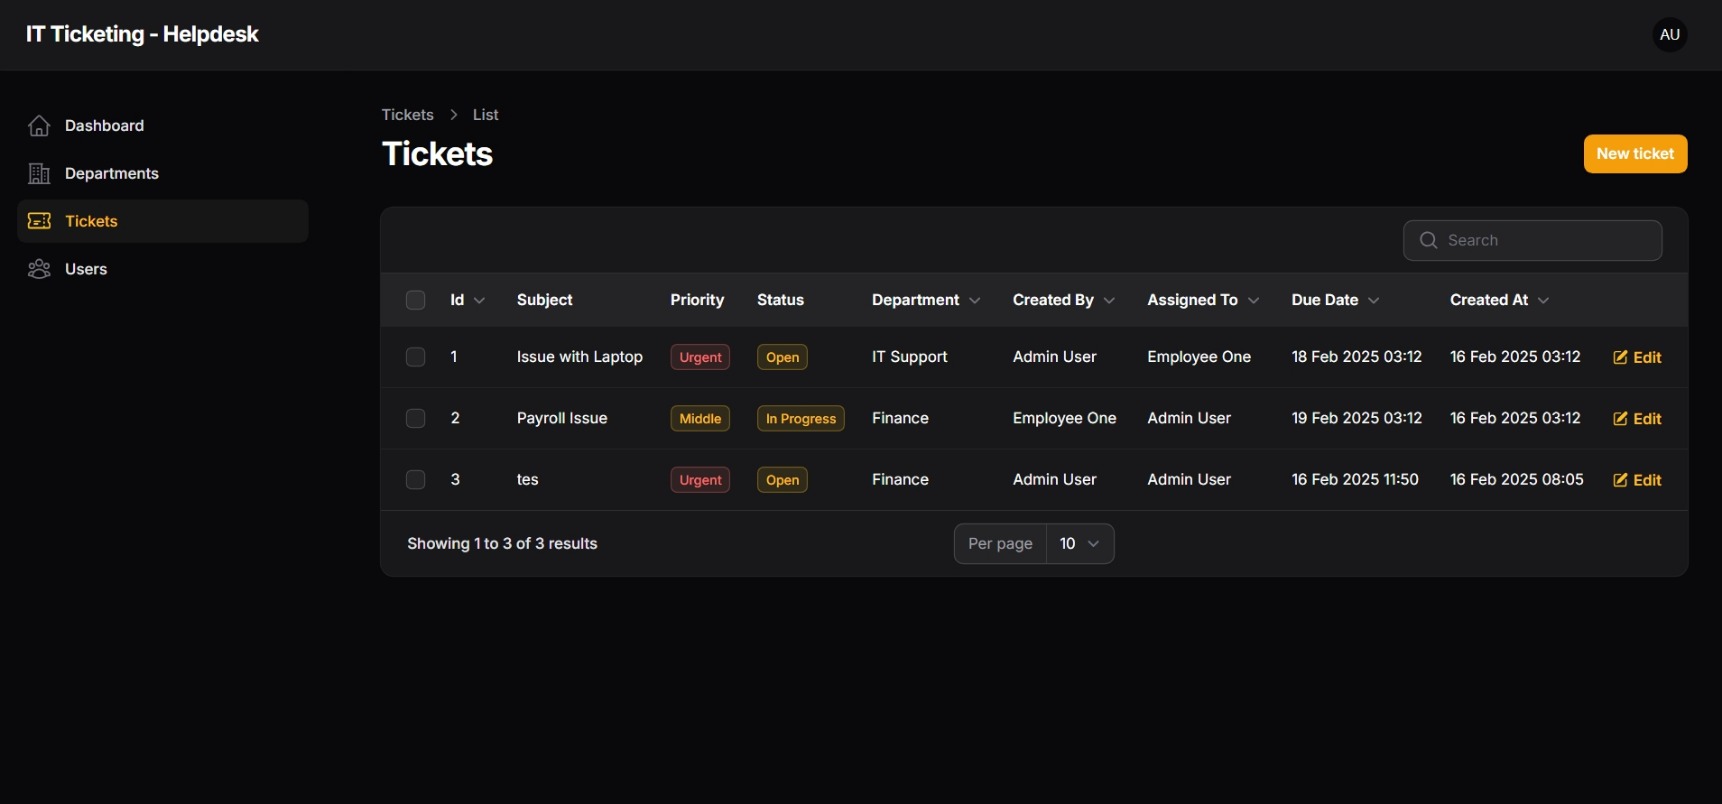 IT Ticketing - Helpdesk
AU
Dashboard
Departments
Tickets
Users
Tickets > List
Tickets
New ticket
Search
Id Subject Priority Status Department Created By Assigned To Due Date Created At
1 Issue with Laptop Urgent Open IT Support Admin User Employee One 18 Feb 2025 03:12 16 Feb 2025 03:12 Edit
2 Payroll Issue Middle In Progress Finance Employee One Admin User 19 Feb 2025 03:12 16 Feb 2025 03:12 Edit
3 tes Urgent Open Finance Admin User Admin User 16 Feb 2025 11:50 16 Feb 2025 08:05 Edit
Showing 1 to 3 of 3 results
Per page 10